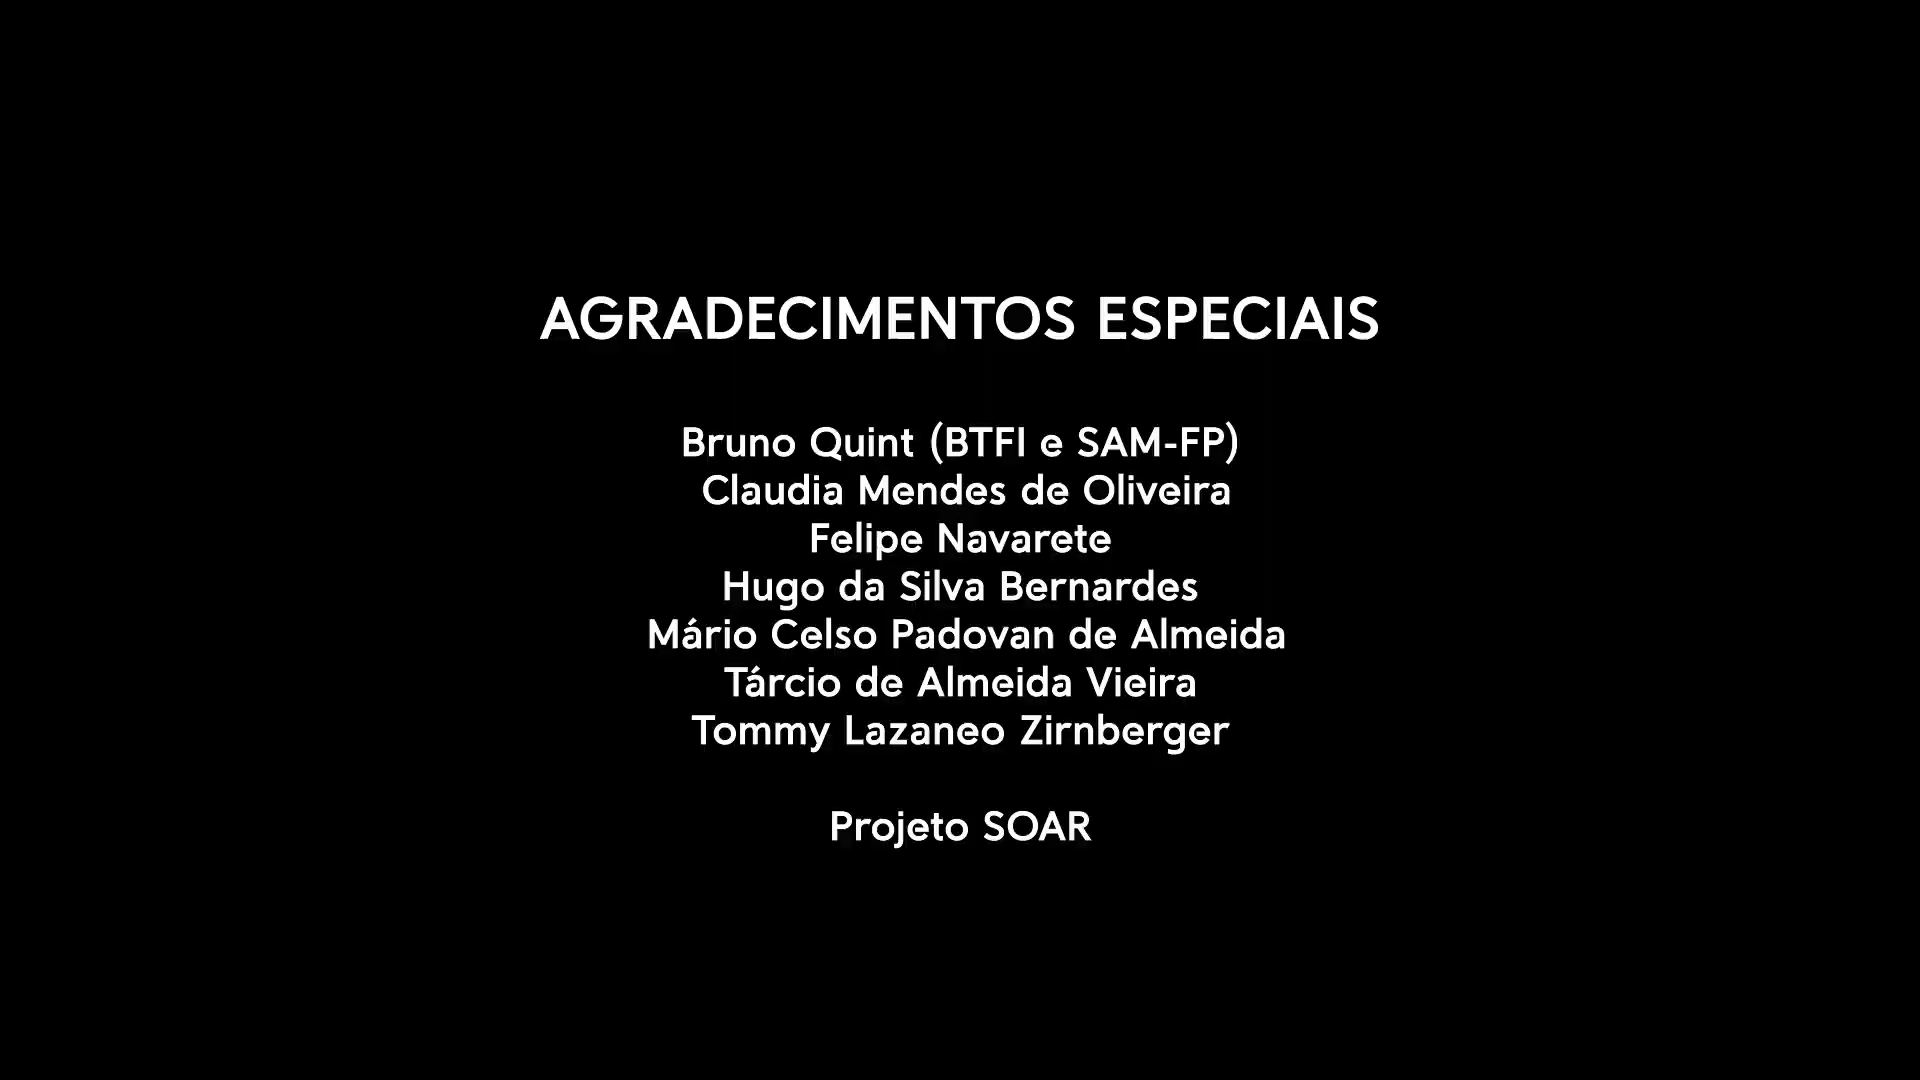 AGRADECIMENTOS ESPECIAIS
Bruno Quint (BTFI e SAM-FP)
Claudia Mendes de Oliveira
Felipe Navarete
Hugo da Silva Bernardes
Mário Celso Padovan de Almeida
Tárcio de Almeida Vieira
Tommy Lazaneo Zirnberger
Projeto SOAR